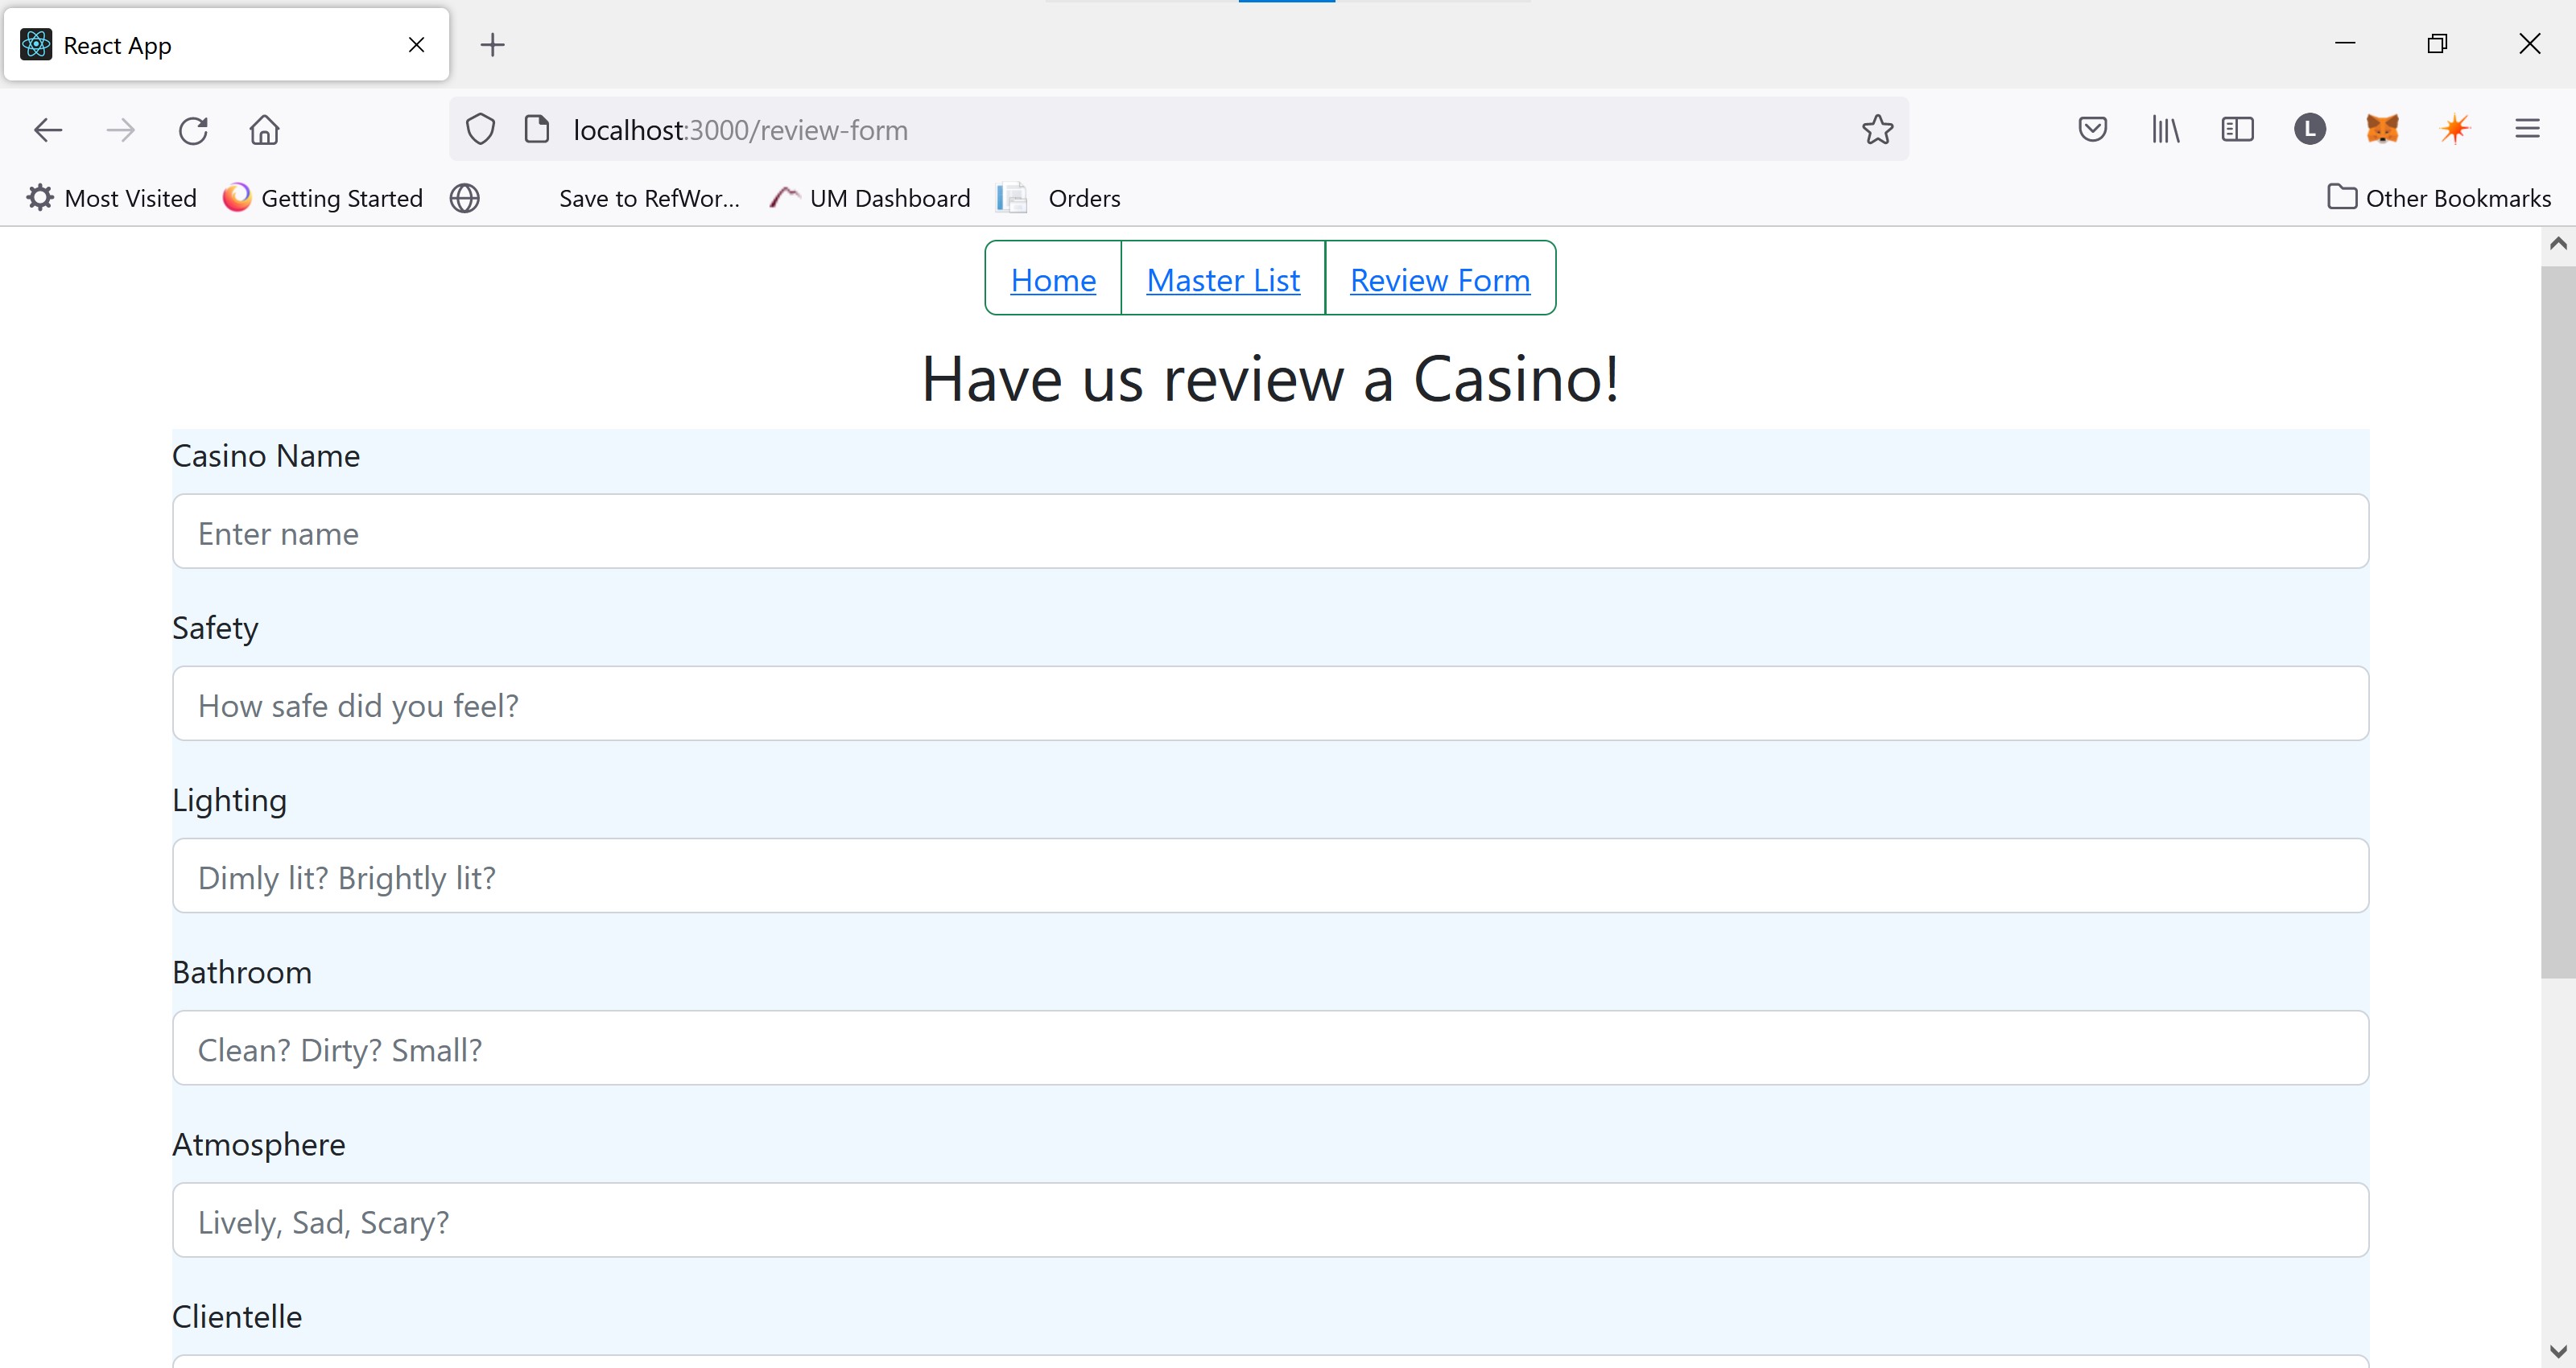 React App
localhost:3000/review-form
L
Most Visited Getting Started Save to RefWor... UM Dashboard Orders Other Bookmarks
Home Master List Review Form
Have us review a Casino!
Casino Name
Enter name
Safety
How safe did you feel?
Lighting
Dimly lit? Brightly lit?
Bathroom
Clean? Dirty? Small?
Atmosphere
Lively, Sad, Scary?
Clientelle